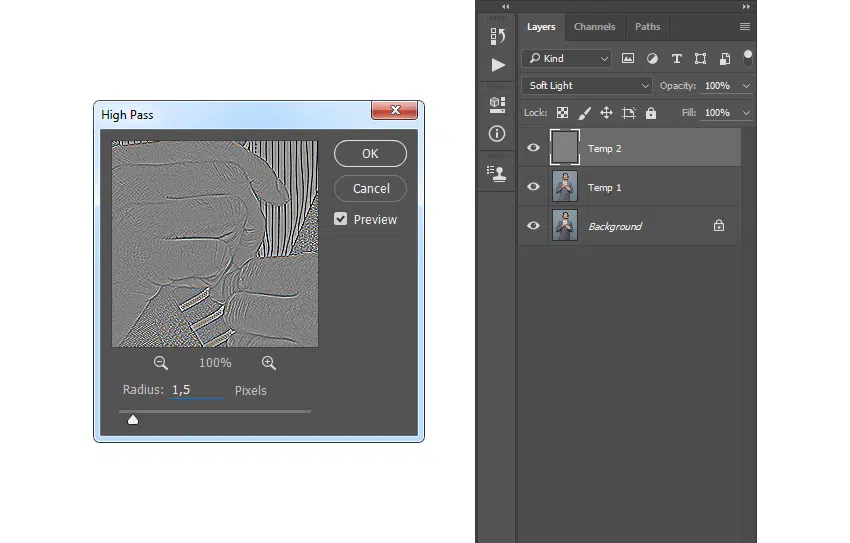 High Pass
OK
Cancel
Preview
100%
Radius: 1,5 Pixels
Layers Channels Paths
Kind
Soft Light Opacity: 100%
Lock: Fill: 100%
Temp 2
Temp 1
Background